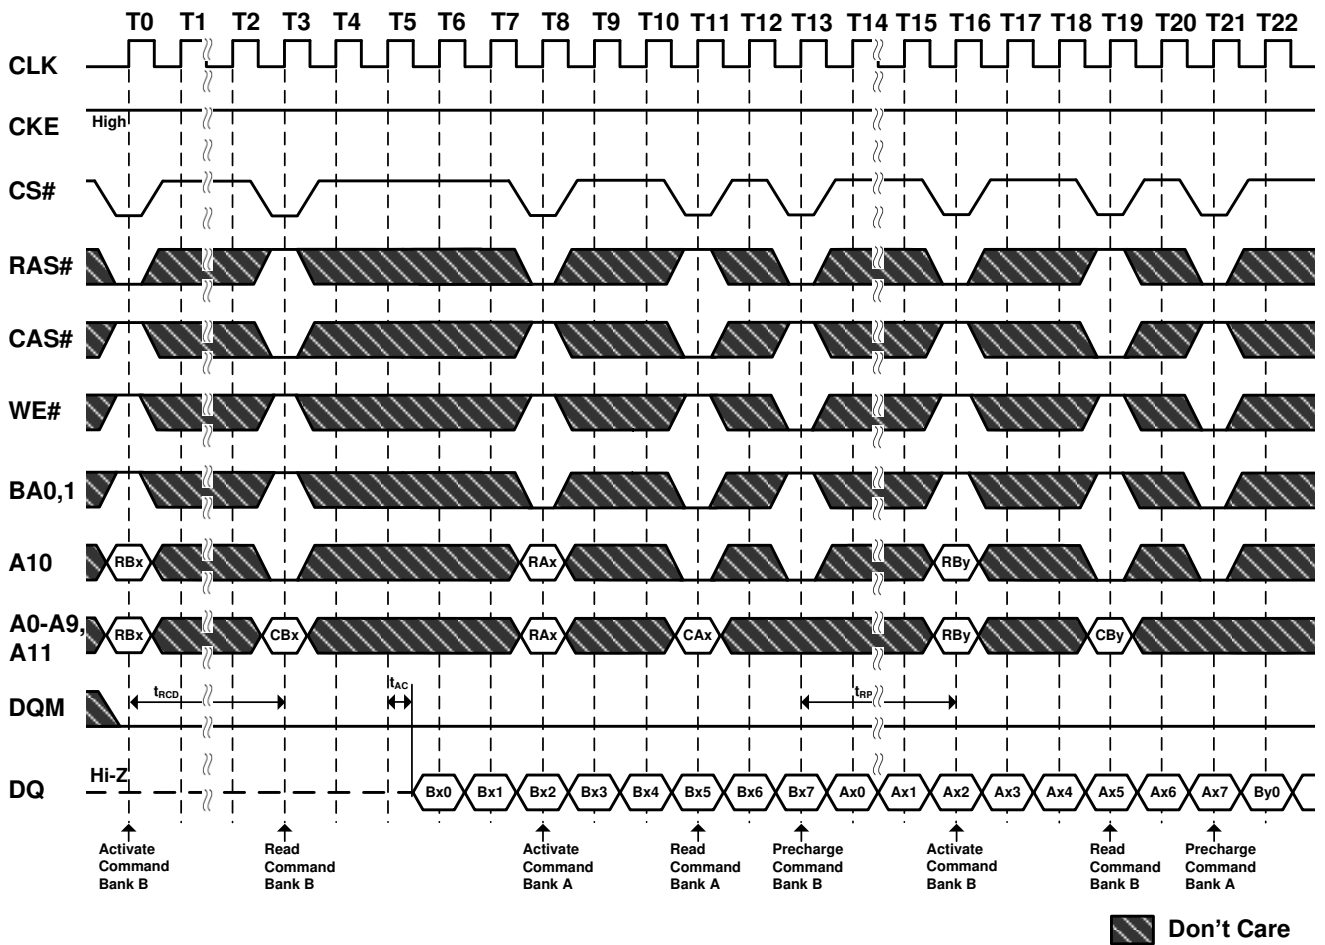 T0 T1 T2 T3 T4 T5 T6 T7 T8 T9 T10 T11 T12 T13 T14 T15 T16 T17 T18 T19 T20 T21 T22
CLK
CKE High
CS#
RAS#
CAS#
WE#
BA0,1
A10 RBx RAx RBy
A0-A9,
A11
RBx CBx RAx CAx RBy CBy
DQM tRCD tAC tRP
DQ Hi-Z Bx0 Bx1 Bx2 Bx3 Bx4 Bx5 Bx6 Bx7 Ax0 Ax1 Ax2 Ax3 Ax4 Ax5 Ax6 Ax7 By0
Activate
Command
Bank B
Read
Command
Bank B
Activate
Command
Bank A
Read
Command
Bank A
Precharge
Command
Bank B
Activate
Command
Bank B
Read
Command
Bank B
Precharge
Command
Bank A
Don't Care